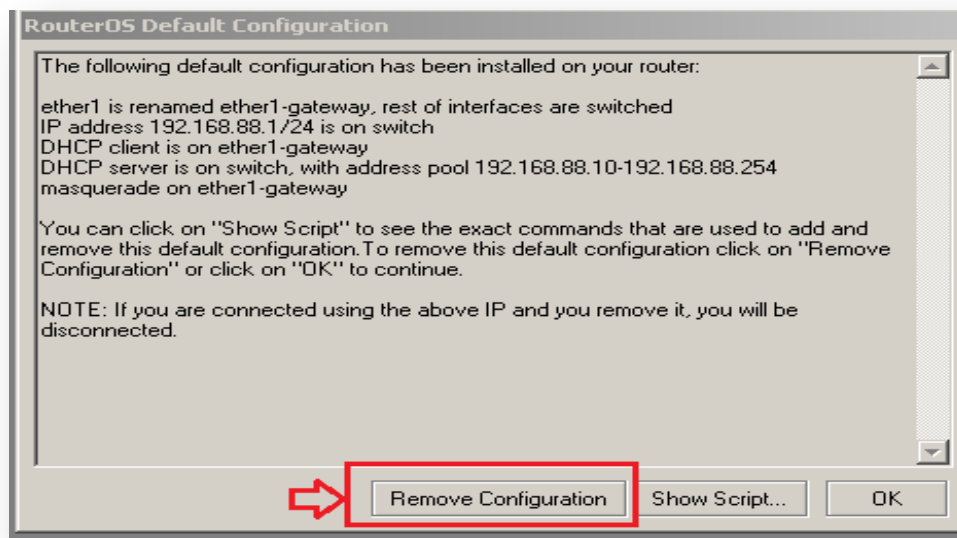 RouterOS Default Configuration
The following default configuration has been installed on your router:
ether1 is renamed ether1-gateway, rest of interfaces are switched
IP address 192.168.88.1/24 is on switch
DHCP client is on ether1-gateway
DHCP server is on switch, with address pool 192.168.88.10-192.168.88.254
masquerade on ether1-gateway
You can click on "Show Script" to see the exact commands that are used to add and
remove this default configuration.To remove this default configuration click on "Remove
Configuration" or click on "OK" to continue.
NOTE: If you are connected using the above IP and you remove it, you will be
disconnected.
Remove Configuration
Show Script...
OK